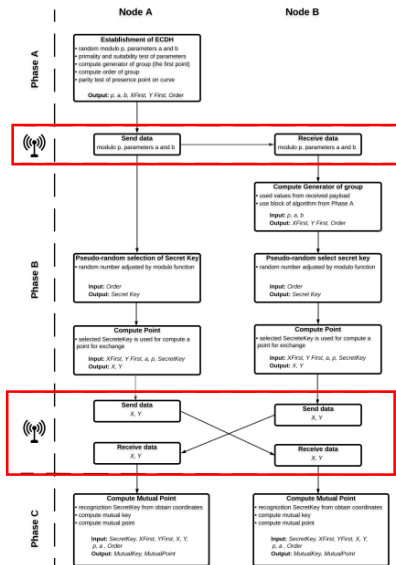 Node A
Node B
Phase A
Establishment of ECDH
• random modulo p, parameters a and b
• primality and suitability test of parameters
• compute generator of group (the first point)
• compute order of group
• parity test of presence point on curve
Output: p, a, b, XFirst, Y First, Order
Send data
modulo p, parameters a and b
Receive data
modulo p, parameters a and b
Phase B
Compute Generator of group
• used values from received payload
• use block of algorithm from Phase A
Input: p, a, b
Output: XFirst, Y First, Order
Pseudo-random selection of Secret Key
• random number adjusted by modulo function
Input: Order
Output: Secret Key
Pseudo-random select secret key
• random number adjusted by modulo function
Input: Order
Output: Secret Key
Compute Point
• selected SecreteKey is used for compute a
point for exchange
Input: XFirst, Y First, a, p, SecretKey
Output: X, Y
Compute Point
• selected SecreteKey is used for compute a
point for exchange
Input: XFirst, Y First, a, p, SecretKey
Output: X, Y
Send data
X, Y
Send data
X, Y
Receive data
X, Y
Receive data
X, Y
Phase C
Compute Mutual Point
• recognizition SecretKey from obtain coordinates
• compute mutual key
• compute mutual point
Input: SecretKey, XFirst, YFirst, X, Y,
p, a , Order
Output: MutualKey, MutualPoint
Compute Mutual Point
• recognizition SecretKey from obtain coordinates
• compute mutual key
• compute mutual point
Input: SecretKey, XFirst, YFirst, X, Y,
p, a , Order
Output: MutualKey, MutualPoint